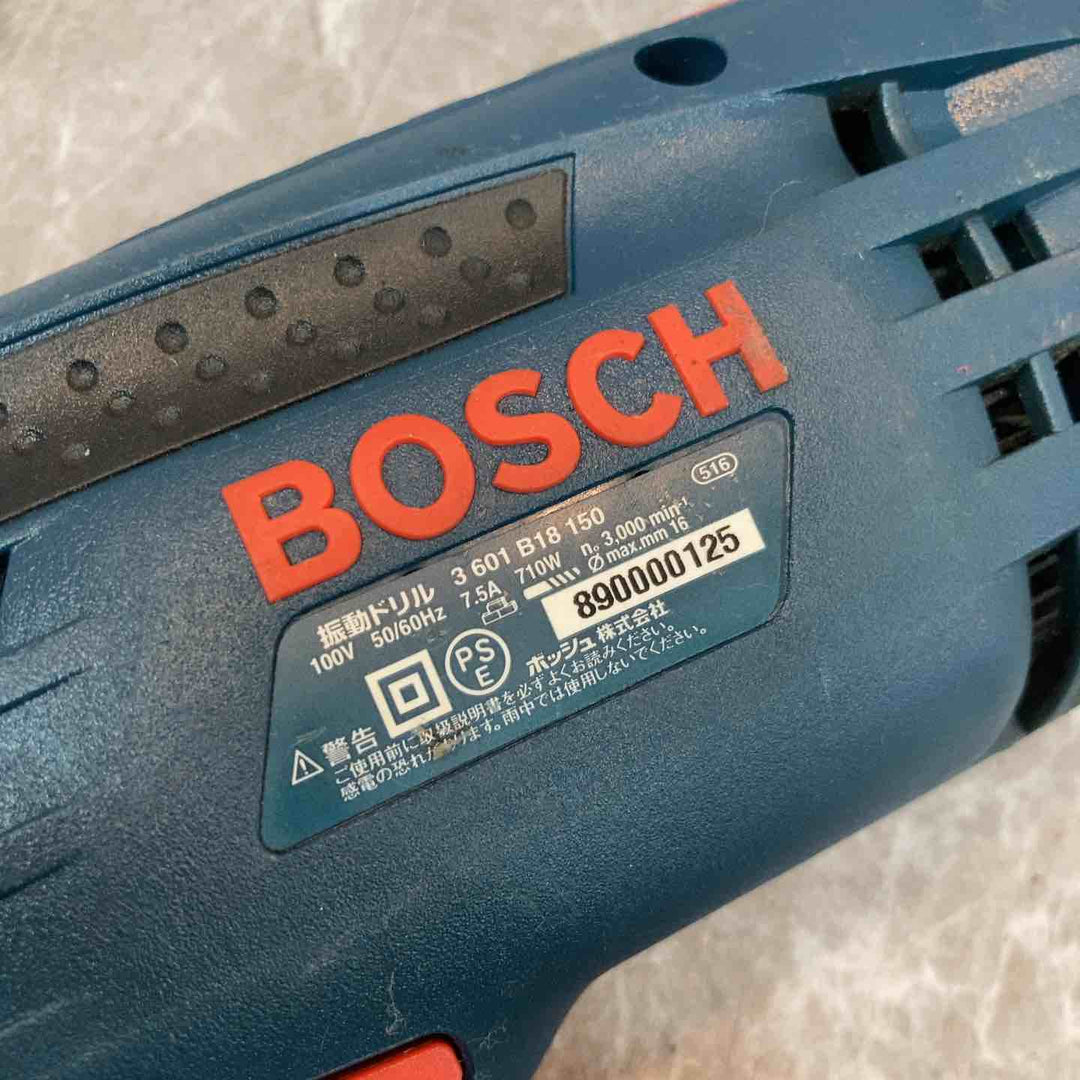 BOSCH
516
振動ドリル 3 601 B18 150
100V 50/60Hz 7.5A 710W n₀ 3,000 min⁻¹
Ø max.mm 16
890000125
PSE
ボッシュ株式会社
⚠ 警告
ご使用前に取扱説明書を必ずよくお読みください。
感電の恐れがあります。雨中では使用しないでください。